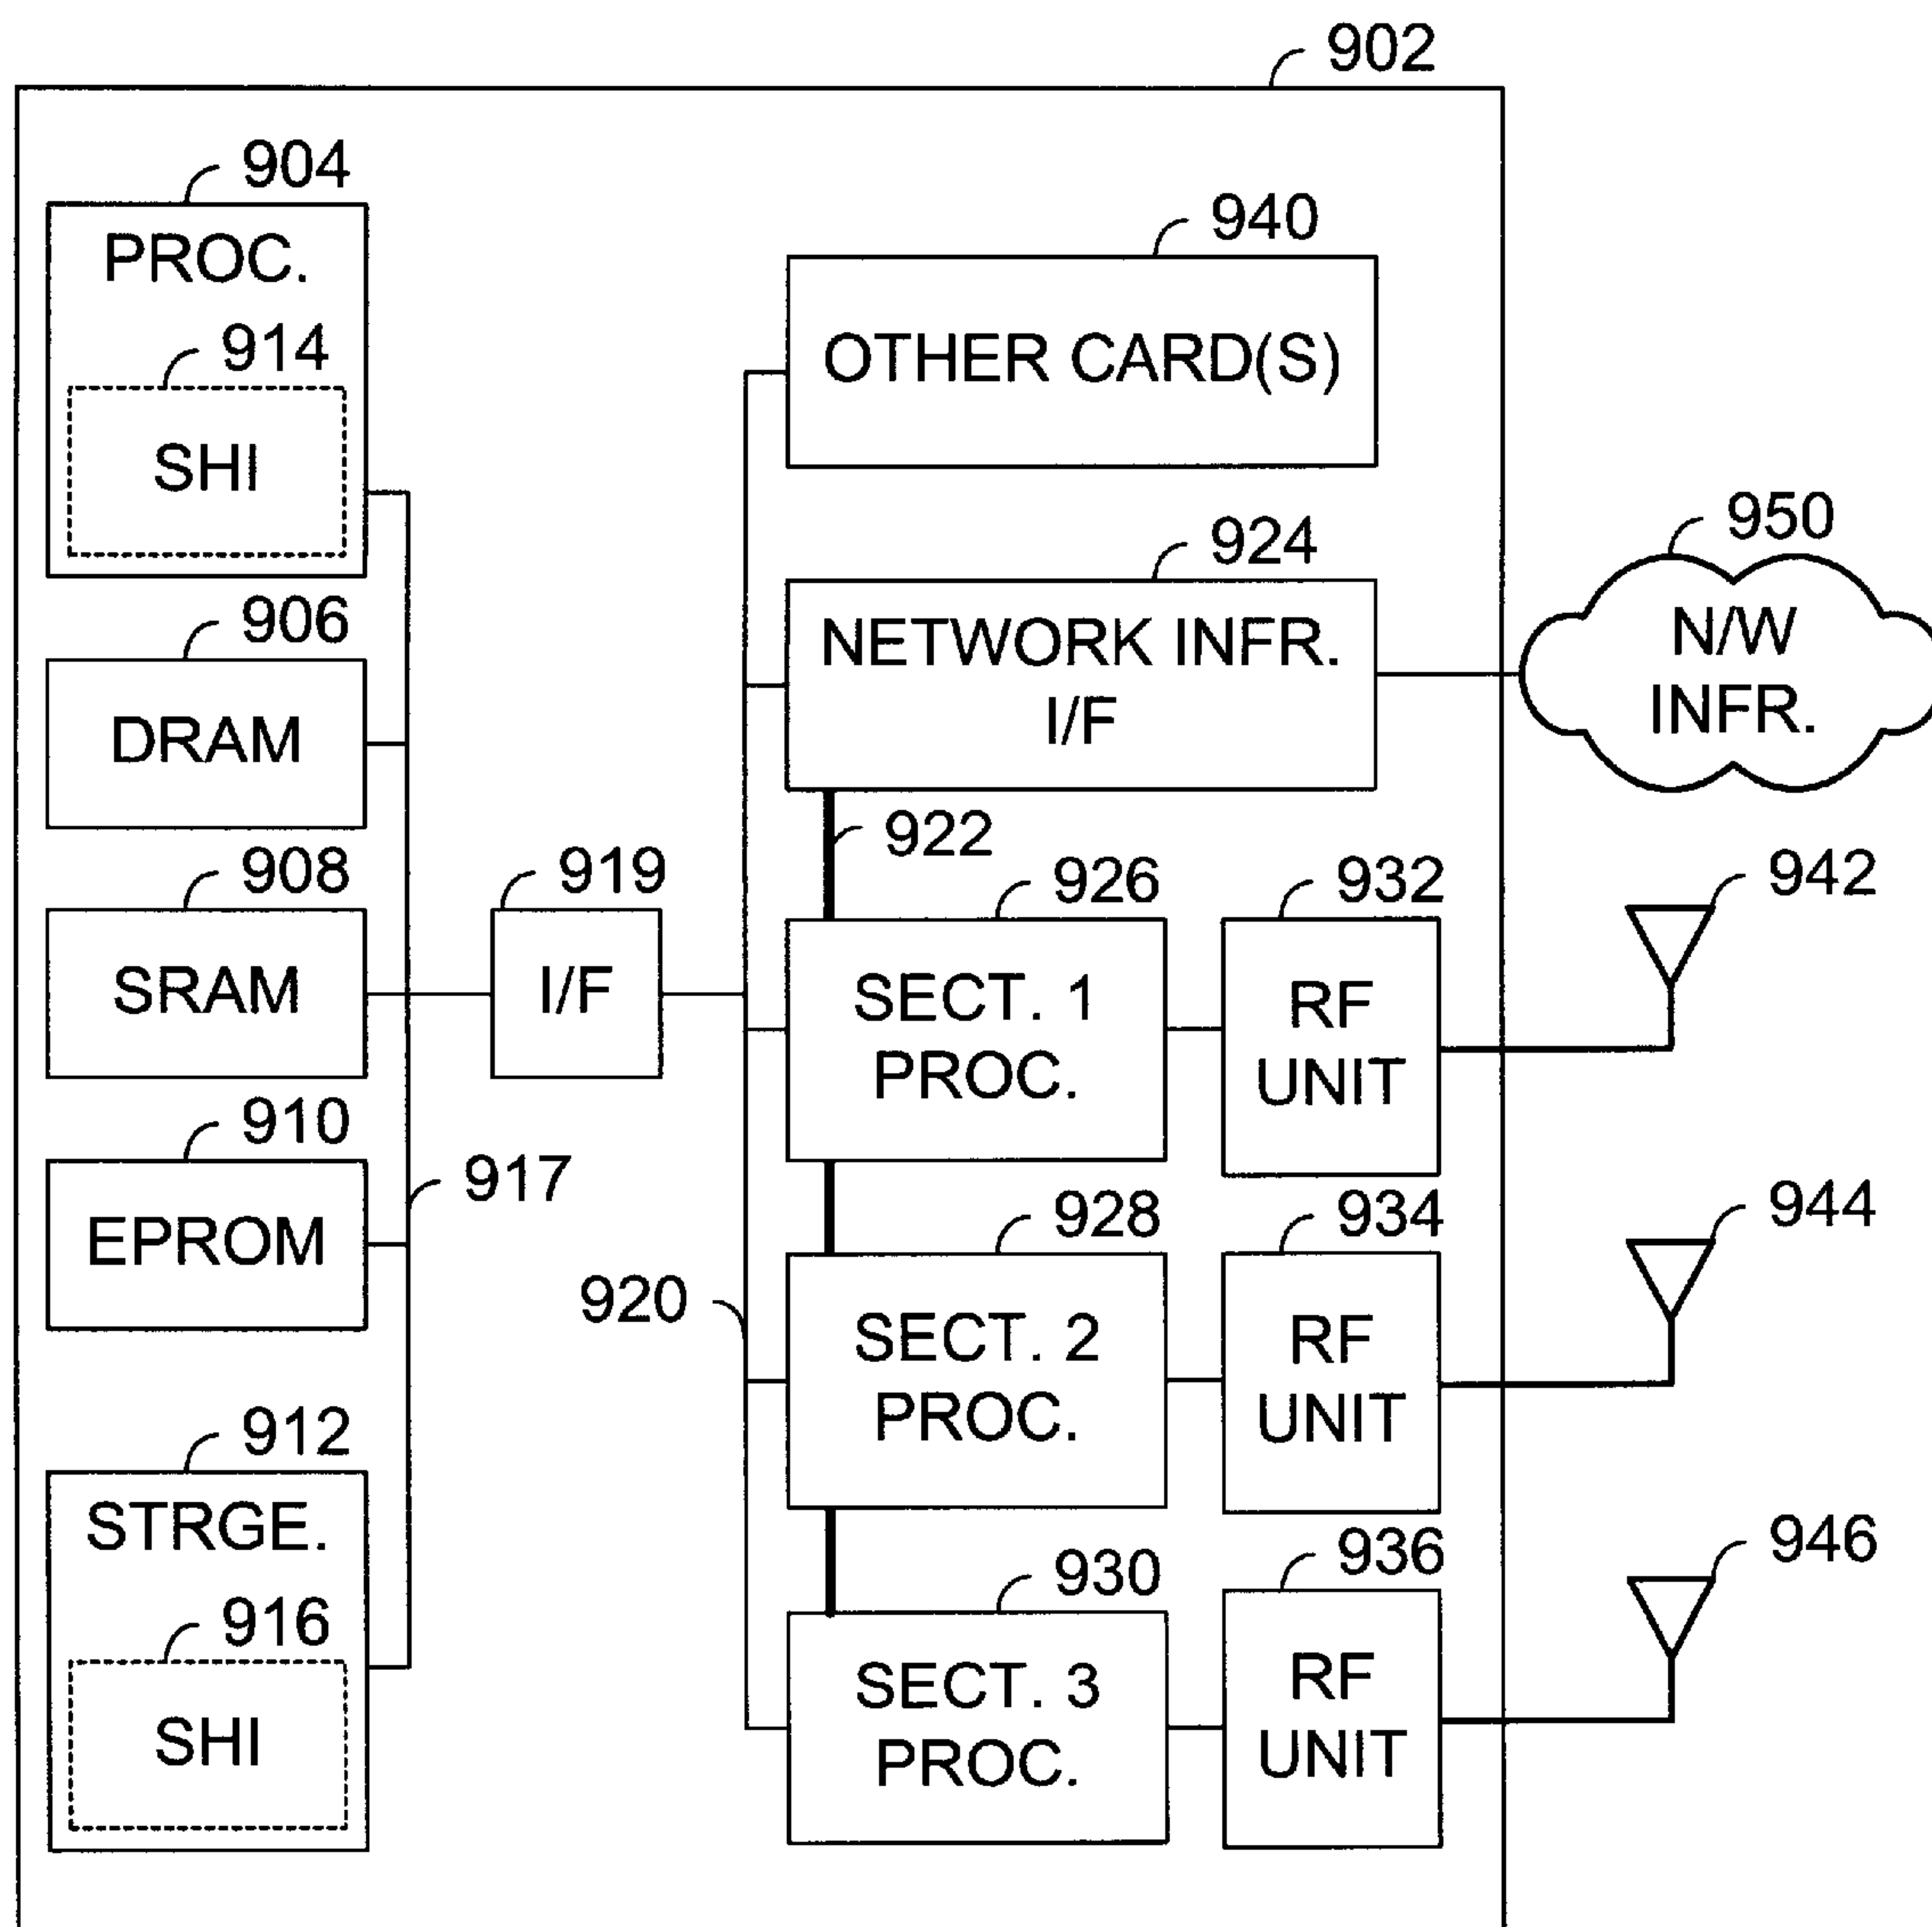 902
904
PROC.
914
SHI
906
DRAM
908
SRAM
910
EPROM
912
STRGE.
916
SHI
917
919
I/F
920
940
OTHER CARD(S)
924
NETWORK INFR.
I/F
922
950
N/W
INFR.
926
SECT. 1
PROC.
932
RF
UNIT
942
928
SECT. 2
PROC.
934
RF
UNIT
944
930
SECT. 3
PROC.
936
RF
UNIT
946